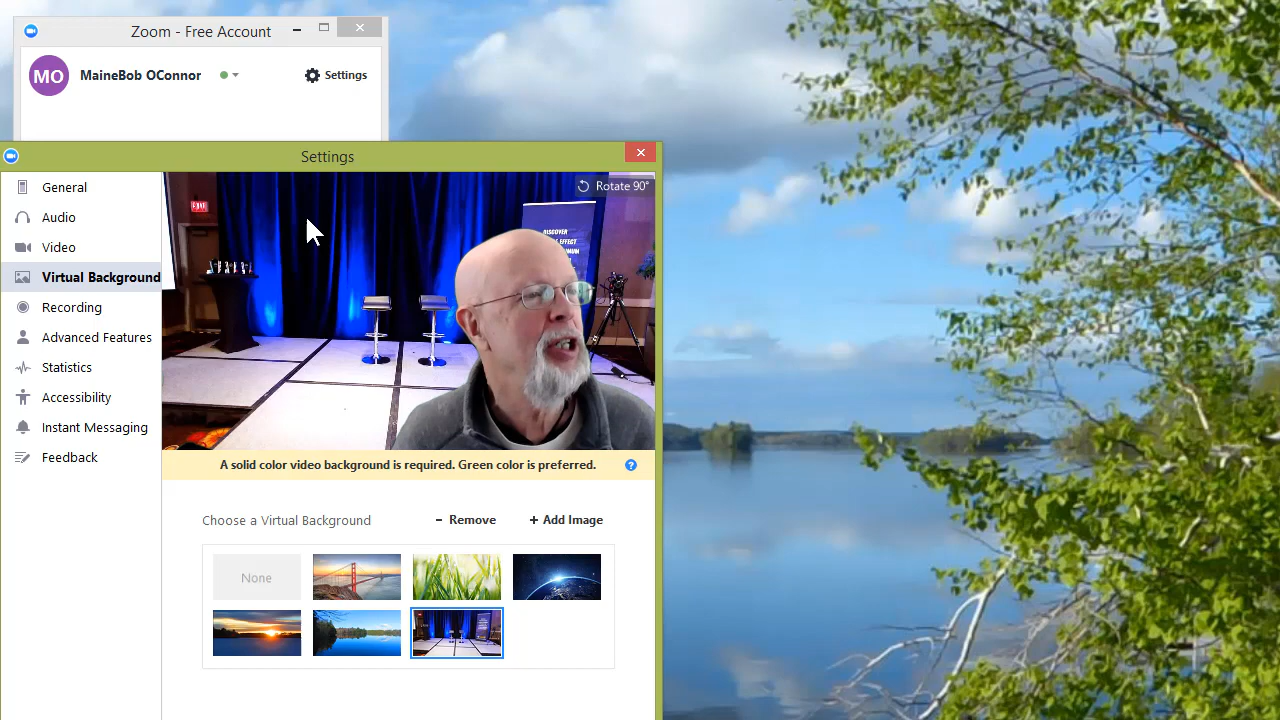 Zoom - Free Account
MO
MaineBob OConnor
Settings
Settings
General
Audio
Video
Virtual Background
Recording
Advanced Features
Statistics
Accessibility
Instant Messaging
Feedback
Rotate 90°
DISCOVER
EFFECT
A solid color video background is required. Green color is preferred.
?
Choose a Virtual Background
Remove
Add Image
None